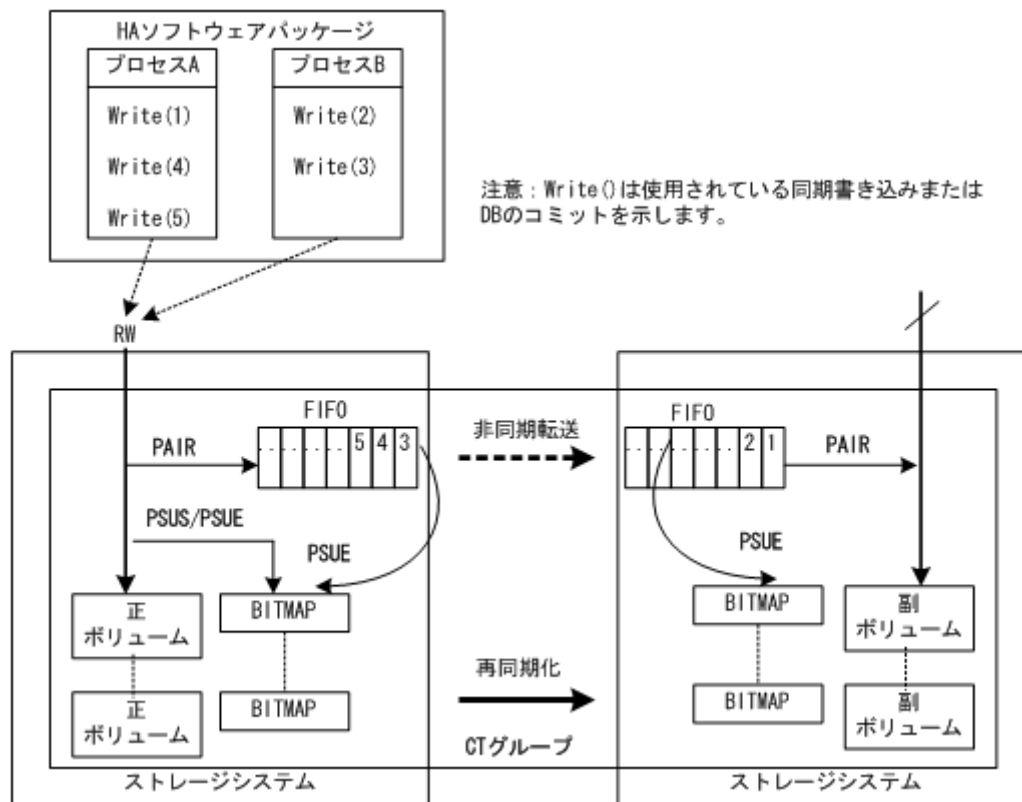 HAソフトウェアパッケージ
プロセスA
プロセスB
Write(1)
Write(2)
Write(4)
Write(3)
Write(5)
注意：Write()は使用されている同期書き込みまたは
DBのコミットを示します。
RW
FIFO
5 4 3
非同期転送
FIFO
2 1
PAIR
PAIR
PSUS/PSUE
PSUE
PSUE
正
ボリューム
BITMAP
BITMAP
副
ボリューム
再同期化
正
ボリューム
BITMAP
BITMAP
副
ボリューム
CTグループ
ストレージシステム
ストレージシステム